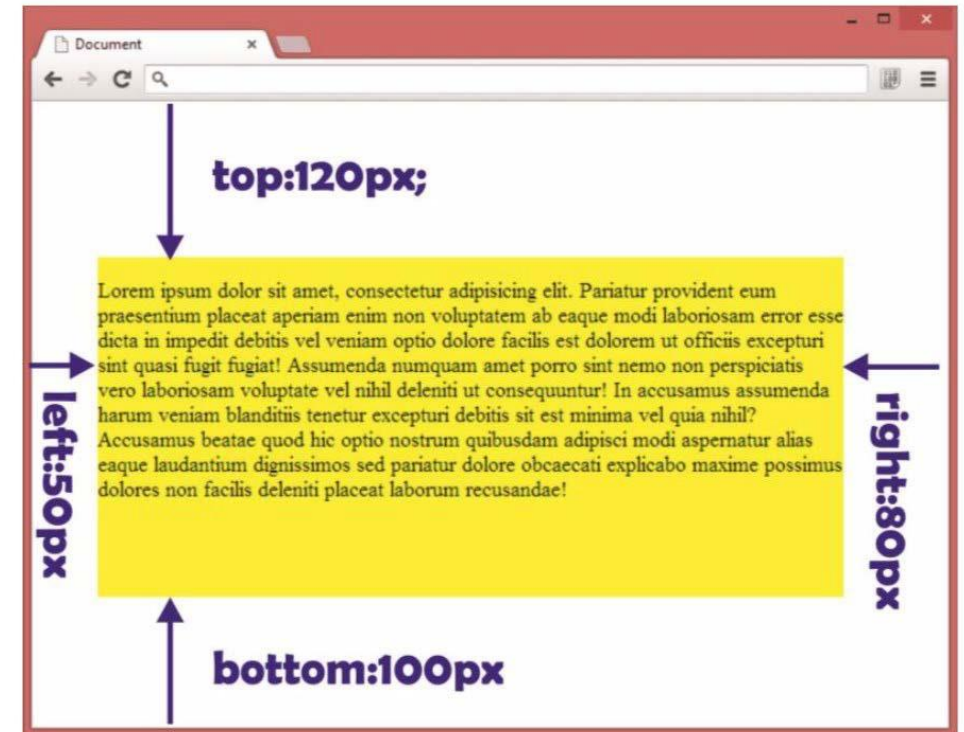 Document
top:120px;
Lorem ipsum dolor sit amet, consectetur adipisicing elit. Pariatur provident eum
praesentium placeat aperiam enim non voluptatem ab eaque modi laboriosam error esse
dicta in impedit debitis vel veniam optio dolore facilis est dolorem ut officiis excepturi
sint quasi fugit fugiat! Assumenda numquam amet porro sint nemo non perspiciatis
vero laboriosam voluptate vel nihil deleniti ut consequuntur! In accusamus assumenda
harum veniam blanditiis tenetur excepturi debitis sit est minima vel quia nihil?
Accusamus beatae quod hic optio nostrum quibusdam adipisci modi aspernatur alias
eaque laudantium dignissimos sed pariatur dolore obcaecati explicabo maxime possimus
dolores non facilis deleniti placeat laborum recusandae!
left:50px
right:80px
bottom:100px